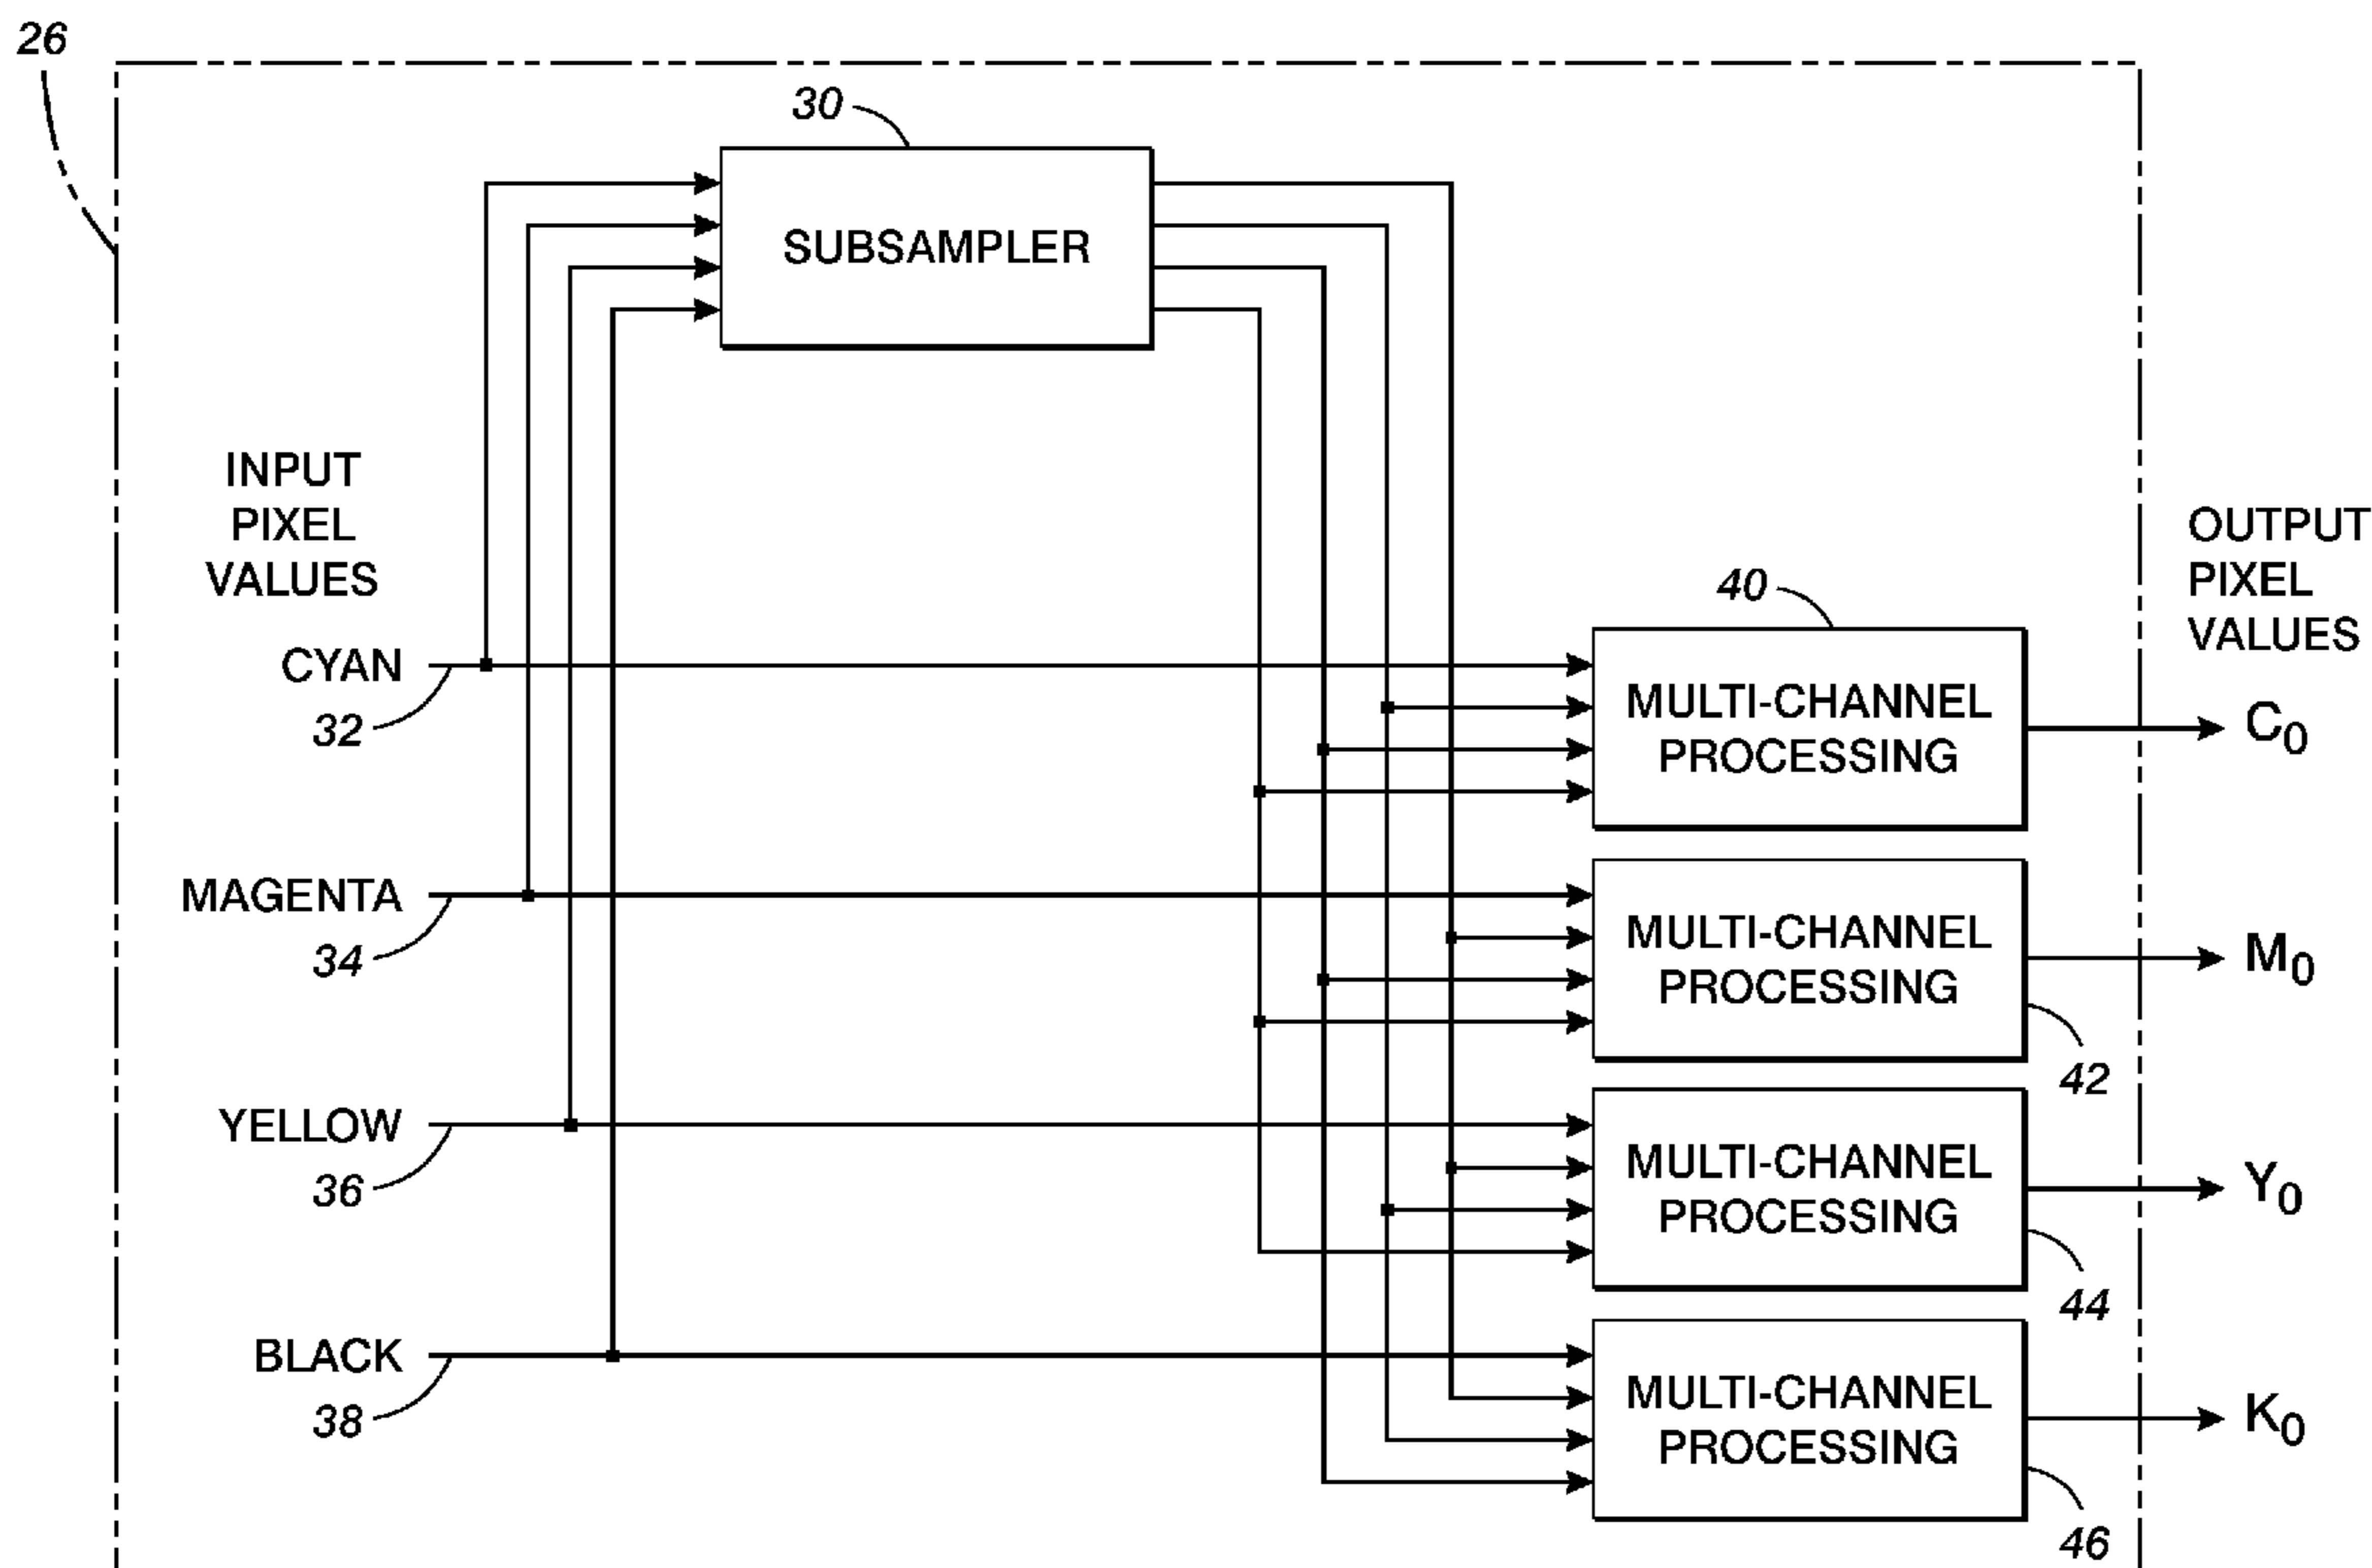 26
30
SUBSAMPLER
INPUT
PIXEL
VALUES
OUTPUT
PIXEL
VALUES
CYAN
32
40
MULTI-CHANNEL
PROCESSING
C0
MAGENTA
34
MULTI-CHANNEL
PROCESSING
M0
42
YELLOW
36
MULTI-CHANNEL
PROCESSING
Y0
44
BLACK
38
MULTI-CHANNEL
PROCESSING
K0
46